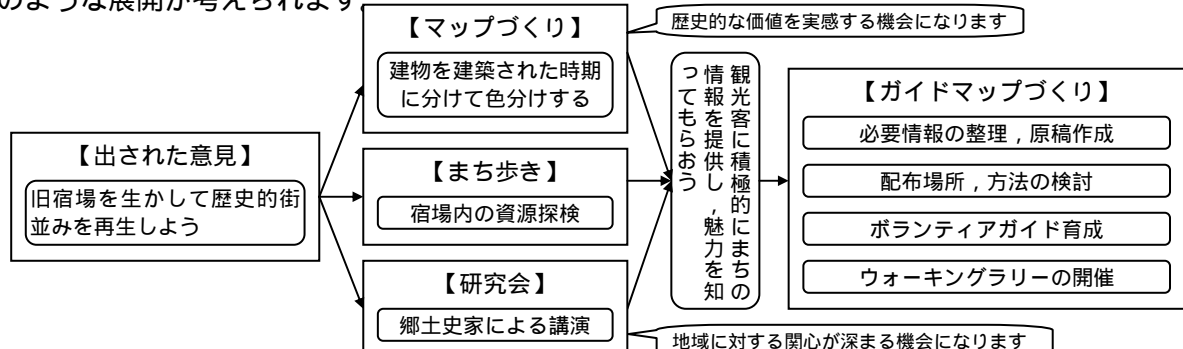 のような展開が考えられます。
【出された意見】
旧宿場を生かして歴史的街
並みを再生しよう
【マップづくり】
建物を建築された時期
に分けて色分けする
歴史的な価値を実感する機会になります
【まち歩き】
宿場内の資源探検
【研究会】
郷土史家による講演
地域に対する関心が深まる機会になります
観光客に積極的にまちの
情報を提供し，魅力を知
ってもらおう
【ガイドマップづくり】
必要情報の整理，原稿作成
配布場所，方法の検討
ボランティアガイド育成
ウォーキングラリーの開催